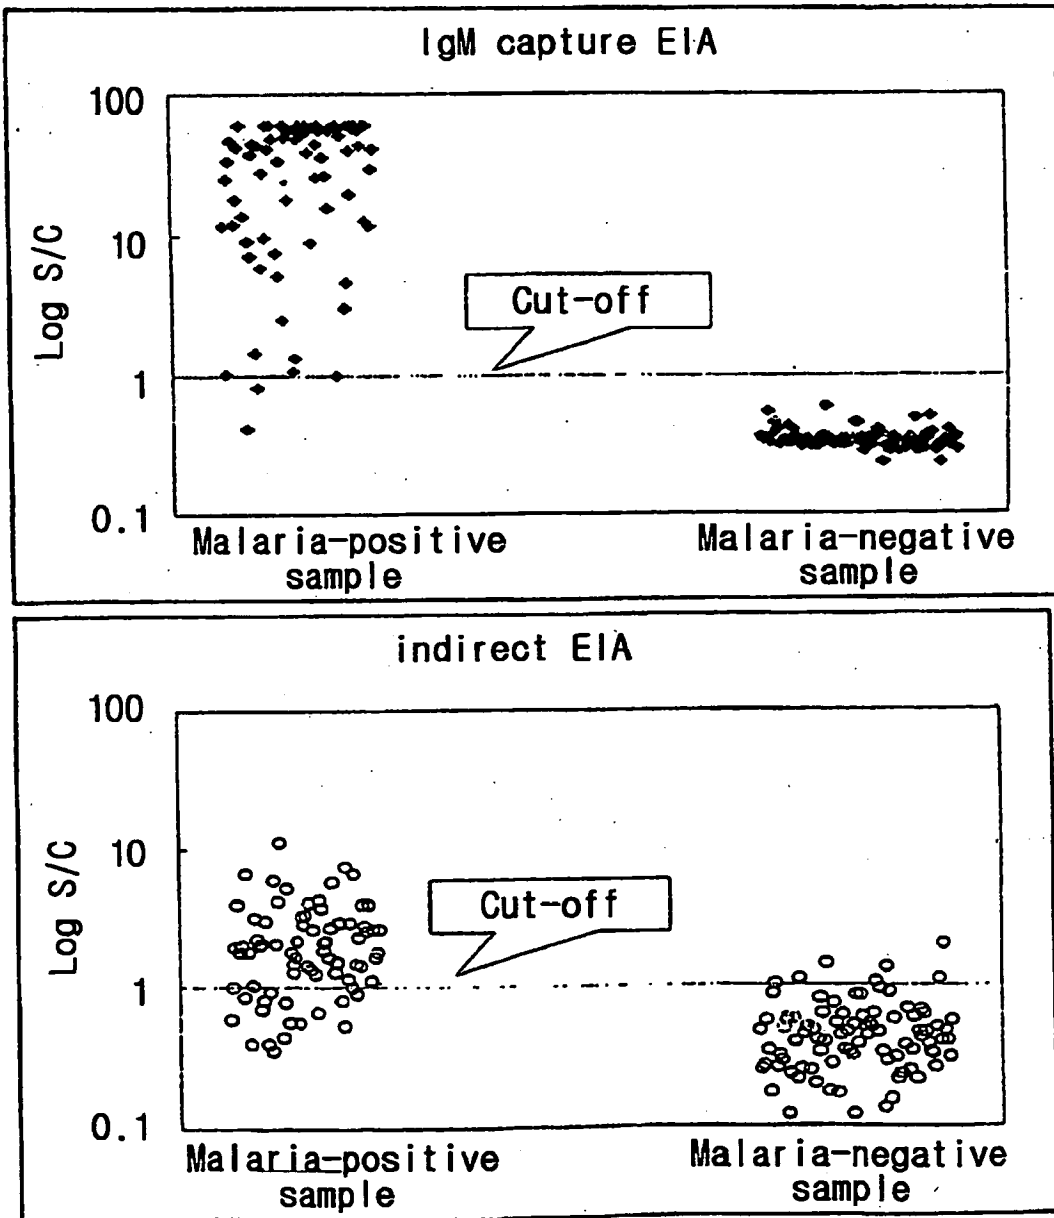 IgM capture EIA
100
10
1
0.1
Log S/C
Cut-off
Malaria-positive
sample
Malaria-negative
sample
indirect EIA
100
10
1
0.1
Log S/C
Cut-off
Malaria-positive
sample
Malaria-negative
sample